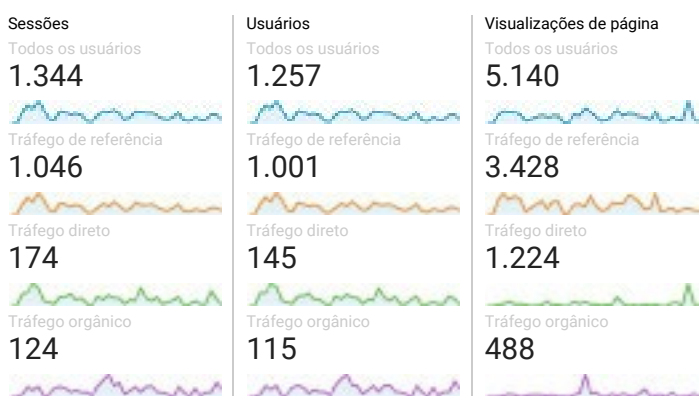 Sessões
Todos os usuários
1.344
Tráfego de referência
1.046
Tráfego direto
174
Tráfego orgânico
124
Usuários
Todos os usuários
1.257
Tráfego de referência
1.001
Tráfego direto
145
Tráfego orgânico
115
Visualizações de página
Todos os usuários
5.140
Tráfego de referência
3.428
Tráfego direto
1.224
Tráfego orgânico
488